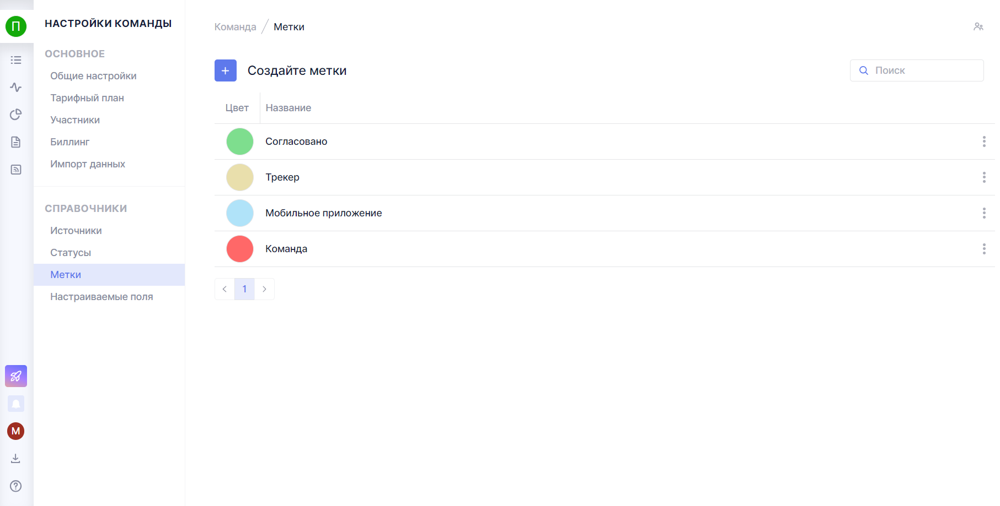 П
НАСТРОЙКИ КОМАНДЫ
ОСНОВНОЕ
Общие настройки
Тарифный план
Участники
Биллинг
Импорт данных
СПРАВОЧНИКИ
Источники
Статусы
Метки
Настраиваемые поля
М
Команда / Метки
+ Создайте метки
Поиск
Цвет Название
Согласовано
Трекер
Мобильное приложение
Команда
< 1 >
?